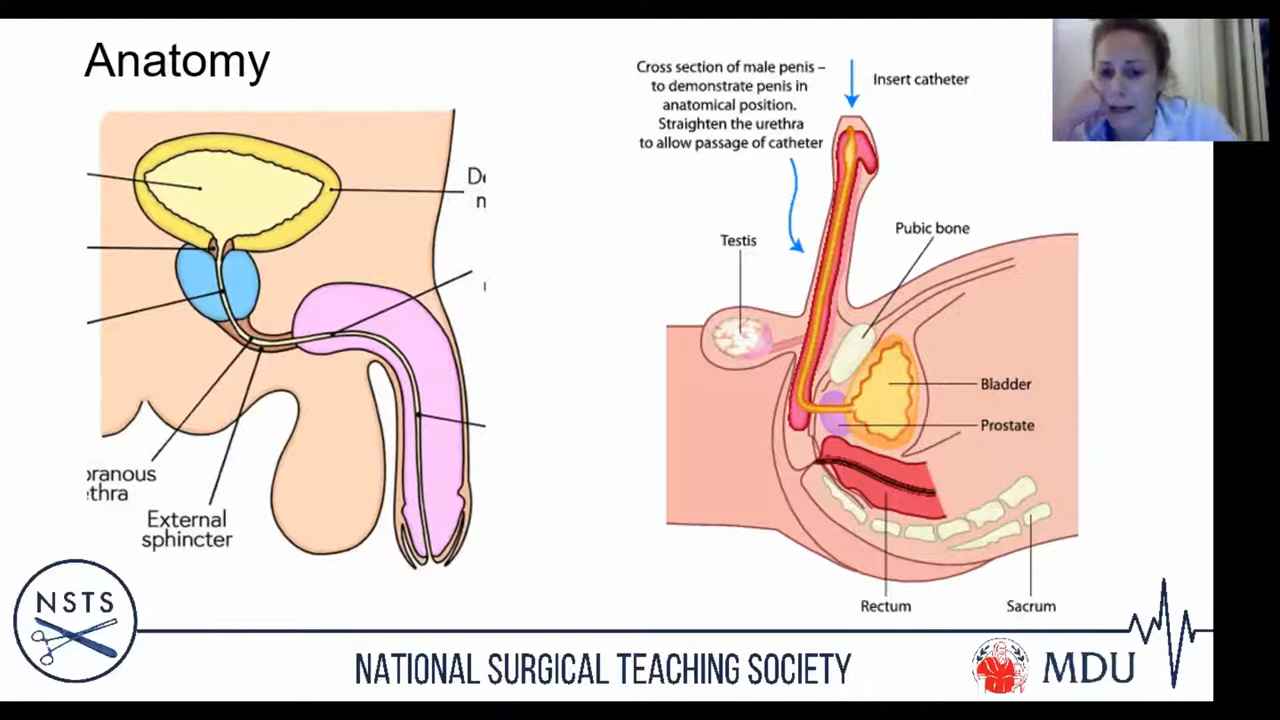 Anatomy
Cross section of male penis –
to demonstrate penis in
anatomical position.
Straighten the urethra
to allow passage of catheter
Insert catheter
Testis
Pubic bone
Bladder
Prostate
Rectum
Sacrum
External
sphincter
NSTS
NATIONAL SURGICAL TEACHING SOCIETY
MDU